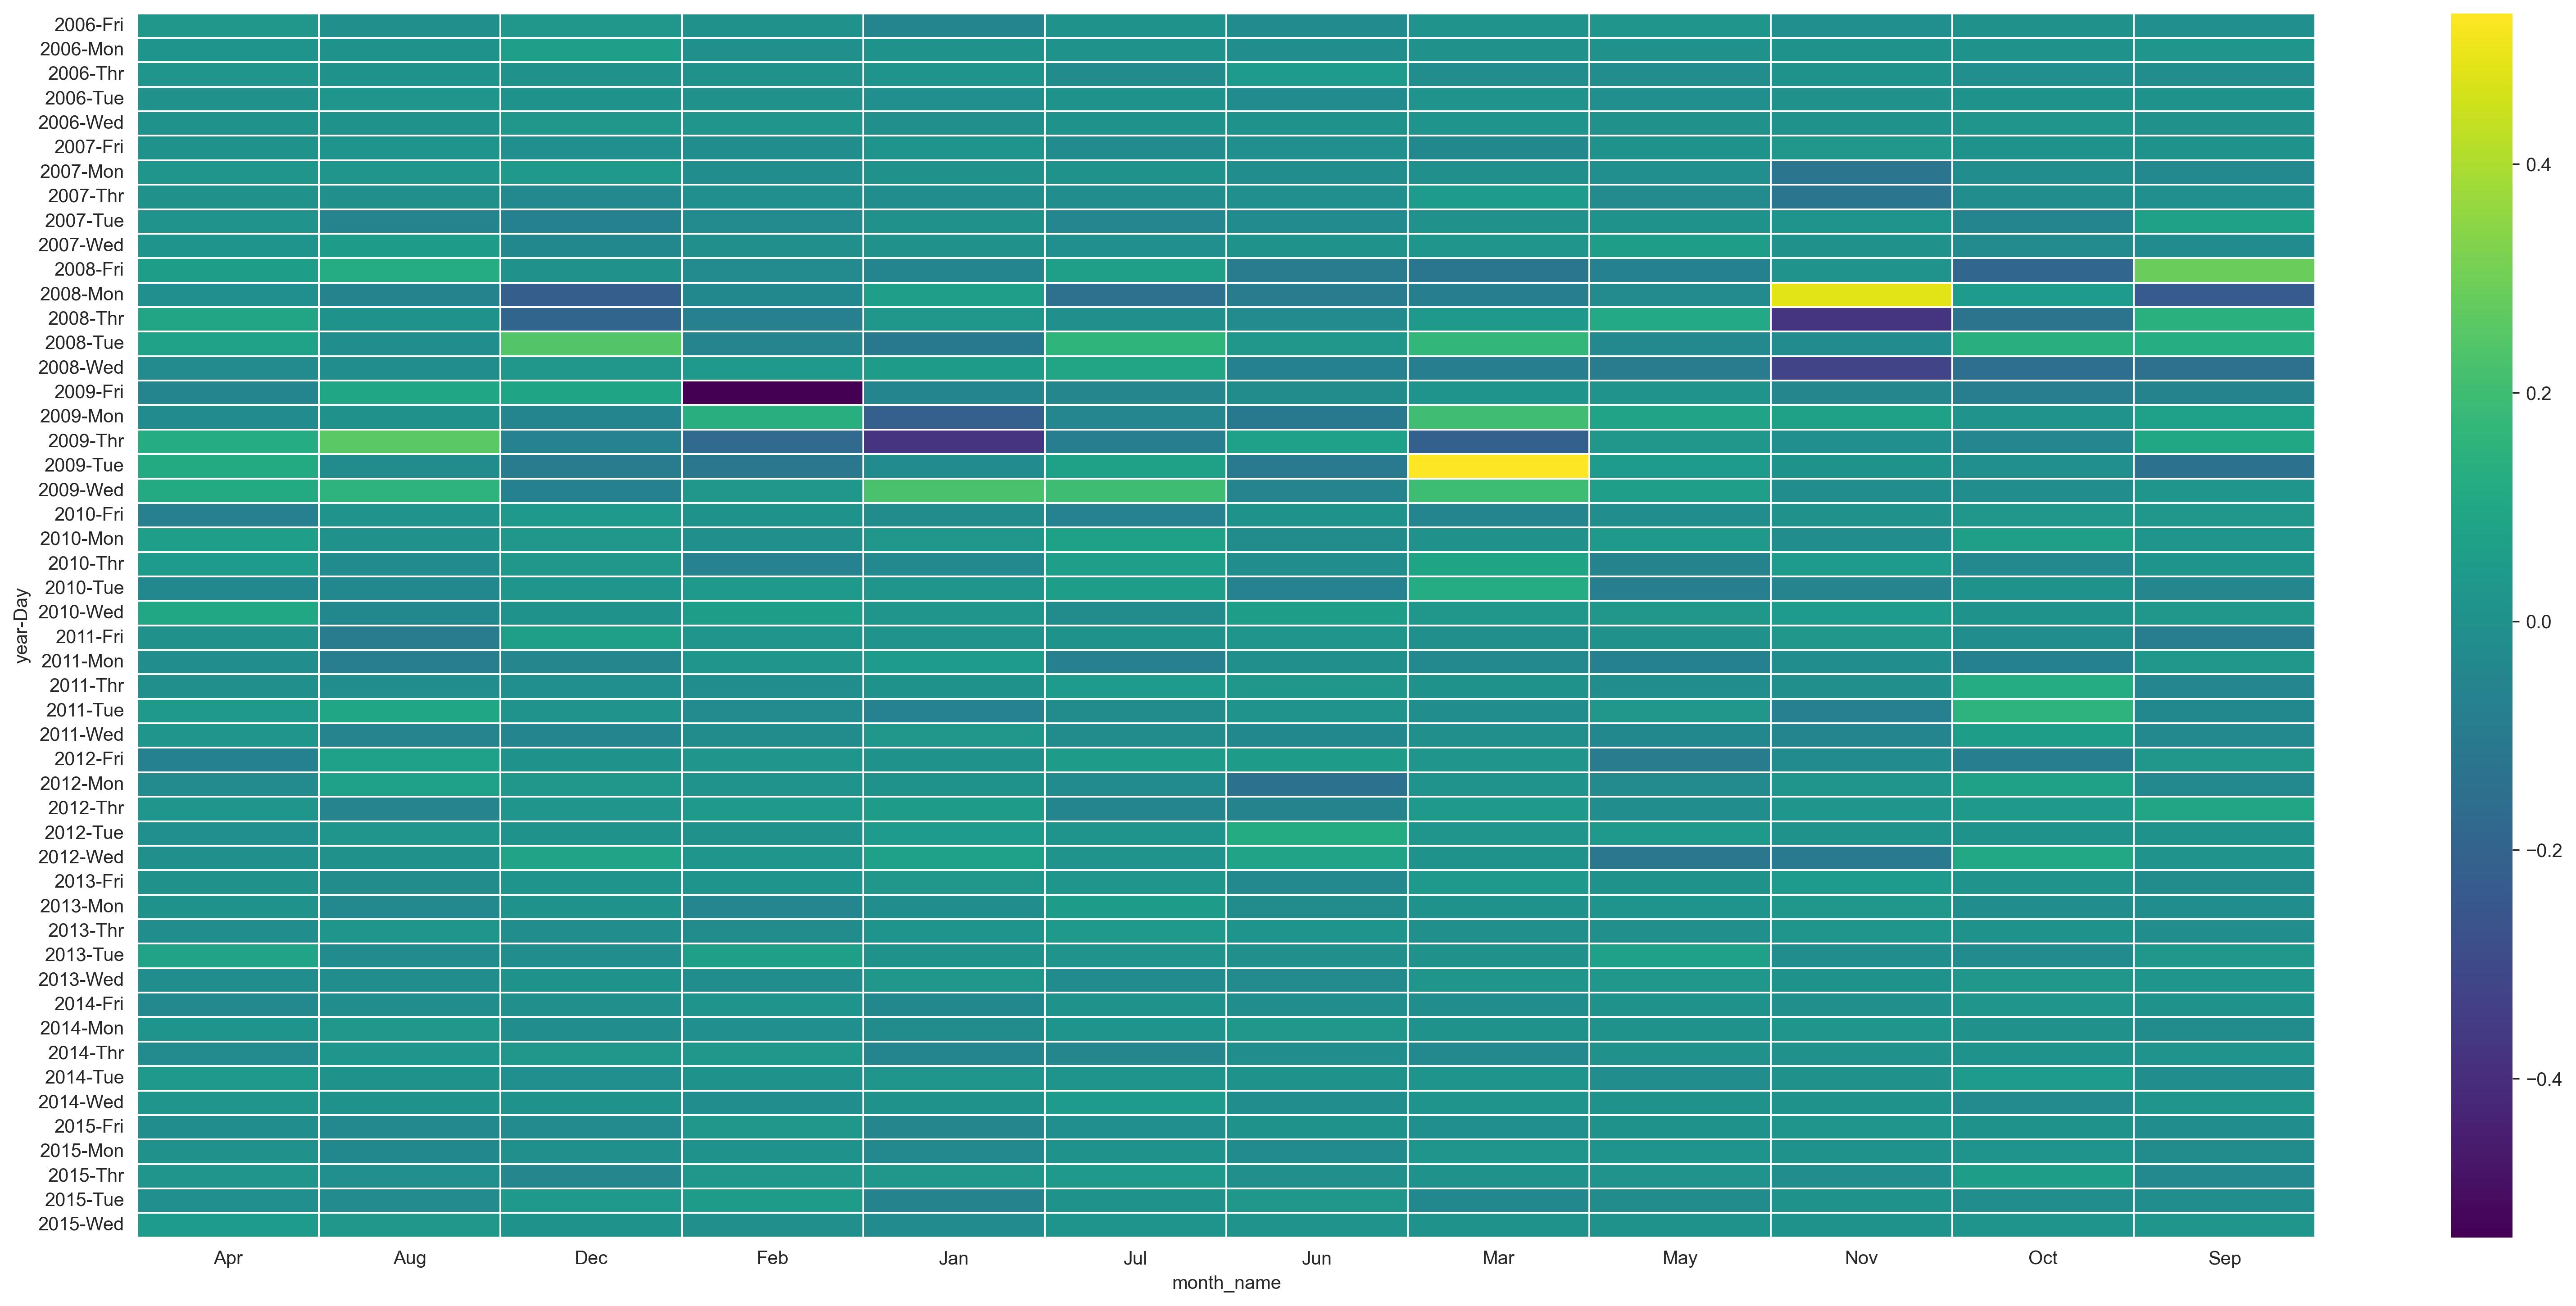 year-Day
2006-Fri
2006-Mon
2006-Thr
2006-Tue
2006-Wed
2007-Fri
2007-Mon
2007-Thr
2007-Tue
2007-Wed
2008-Fri
2008-Mon
2008-Thr
2008-Tue
2008-Wed
2009-Fri
2009-Mon
2009-Thr
2009-Tue
2009-Wed
2010-Fri
2010-Mon
2010-Thr
2010-Tue
2010-Wed
2011-Fri
2011-Mon
2011-Thr
2011-Tue
2011-Wed
2012-Fri
2012-Mon
2012-Thr
2012-Tue
2012-Wed
2013-Fri
2013-Mon
2013-Thr
2013-Tue
2013-Wed
2014-Fri
2014-Mon
2014-Thr
2014-Tue
2014-Wed
2015-Fri
2015-Mon
2015-Thr
2015-Tue
2015-Wed
Apr Aug Dec Feb Jan Jul Jun Mar May Nov Oct Sep
month_name
0.4
0.2
0.0
−0.2
−0.4